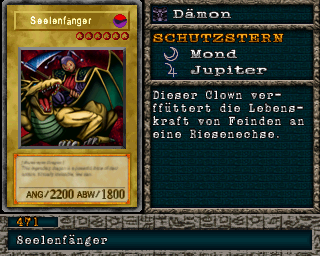 Seelenfänger
ANG/2200 ABW/1800
Dämon
SCHUTZSTERN
Mond
Jupiter
Dieser Clown ver-
füttert die Lebens-
kraft von Feinden an
eine Riesenechse.
471
Seelenfänger